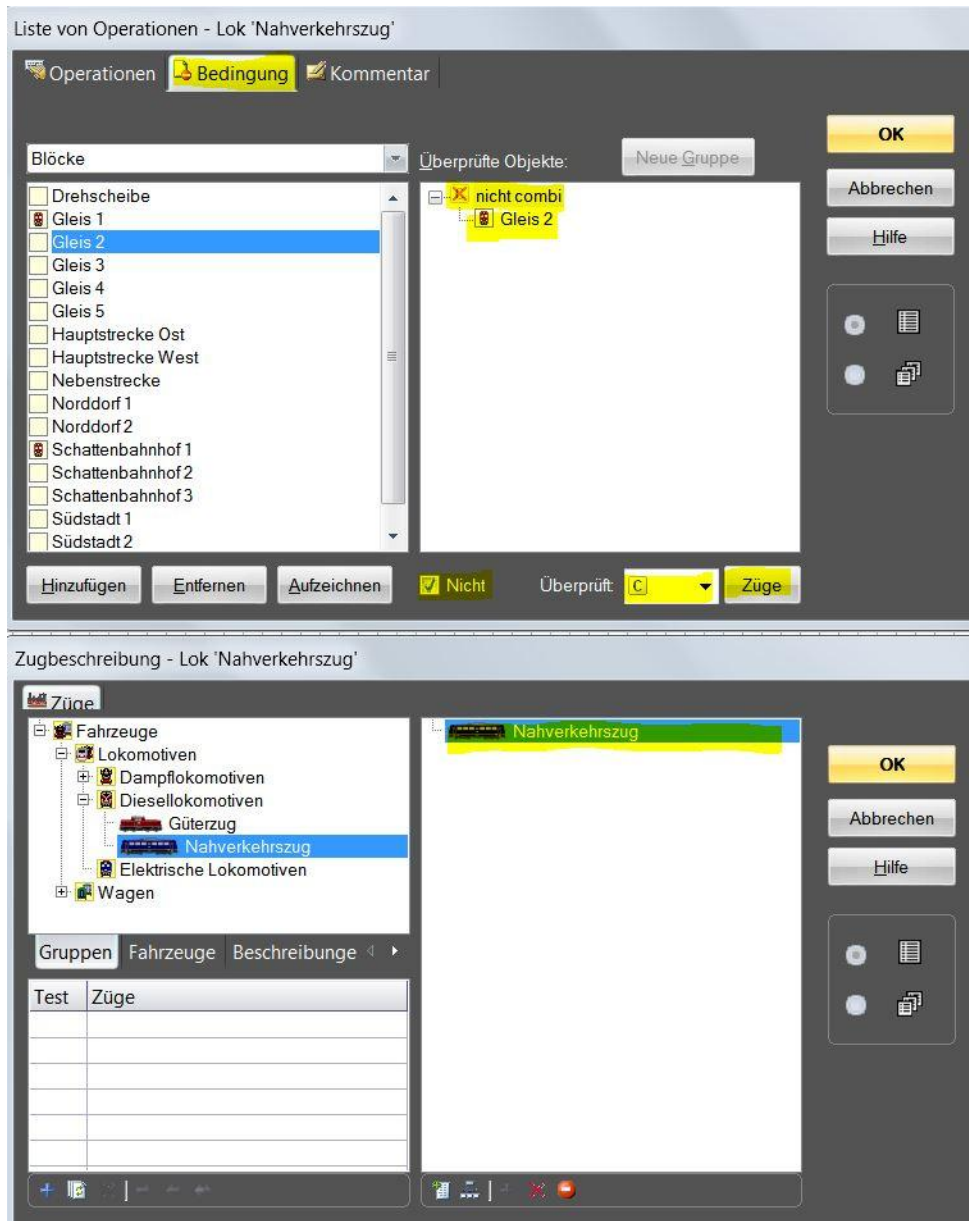 Liste von Operationen - Lok 'Nahverkehrszug'
Operationen Bedingung Kommentar
Blöcke
Überprüfte Objekte:
Neue Gruppe
OK
Abbrechen
Hilfe
Drehscheibe
Gleis 1
Gleis 2
Gleis 3
Gleis 4
Gleis 5
Hauptstrecke Ost
Hauptstrecke West
Nebenstrecke
Norddorf 1
Norddorf 2
Schattenbahnhof 1
Schattenbahnhof 2
Schattenbahnhof 3
Südstadt 1
Südstadt 2
nicht combi
Gleis 2
Hinzufügen Entfernen Aufzeichnen Nicht Überprüft: C Züge
Zugbeschreibung - Lok 'Nahverkehrszug'
Züge
Fahrzeuge
Lokomotiven
Dampflokomotiven
Diesellokomotiven
Güterzug
Nahverkehrszug
Elektrische Lokomotiven
Wagen
Nahverkehrszug
OK
Abbrechen
Hilfe
Gruppen Fahrzeuge Beschreibunge
Test Züge